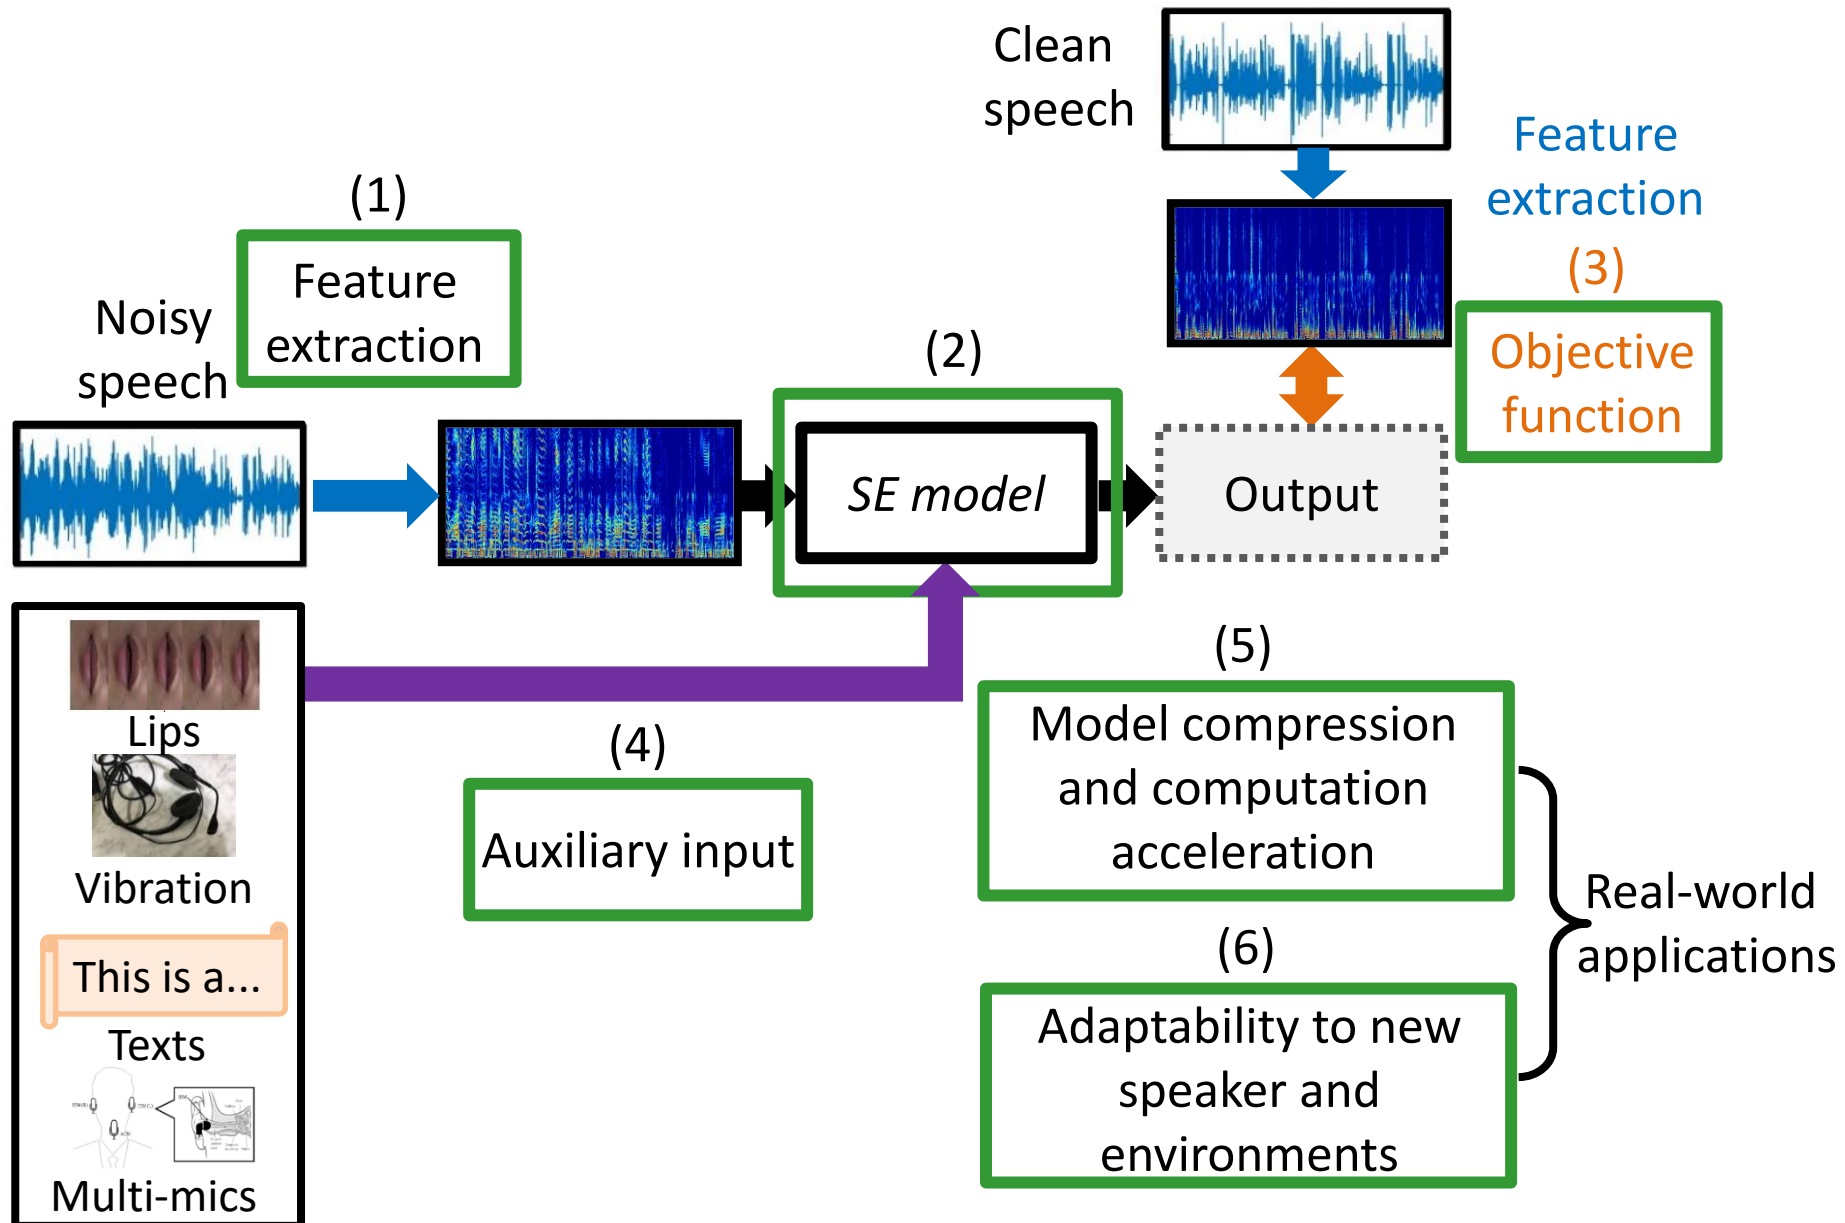 Clean
speech
Feature
extraction
(1)
Feature
extraction
(3)
Objective
function
Noisy
speech
(2)
SE model
Output
Lips
Vibration
This is a...
Texts
Multi-mics
(4)
Auxiliary input
(5)
Model compression
and computation
acceleration
(6)
Adaptability to new
speaker and
environments
Real-world
applications